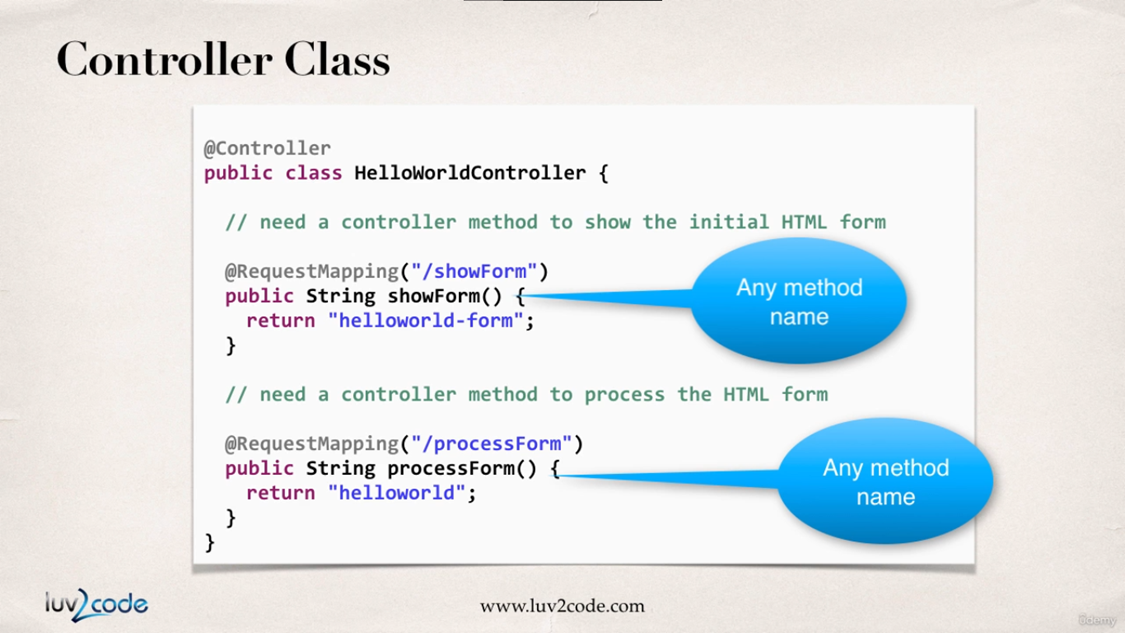 Controller Class
@Controller
public class HelloWorldController {
// need a controller method to show the initial HTML form
@RequestMapping("/showForm")
public String showForm() {
return "helloworld-form";
}
Any method
name
// need a controller method to process the HTML form
@RequestMapping("/processForm")
public String processForm() {
return "helloworld";
}
}
Any method
name
luv2code
www.luv2code.com
ûdemy